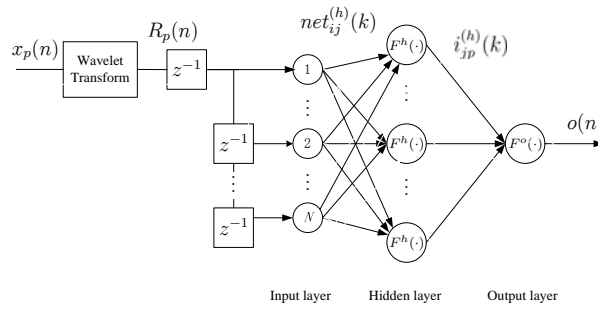 x_p(n)
Wavelet
Transform
R_p(n)
z^{-1}
z^{-1}
z^{-1}
net_{ij}^{(h)}(k)
1
2
N
F^h(·)
F^h(·)
F^h(·)
i_{jp}^{(h)}(k)
F^o(·)
o(n
Input layer
Hidden layer
Output layer